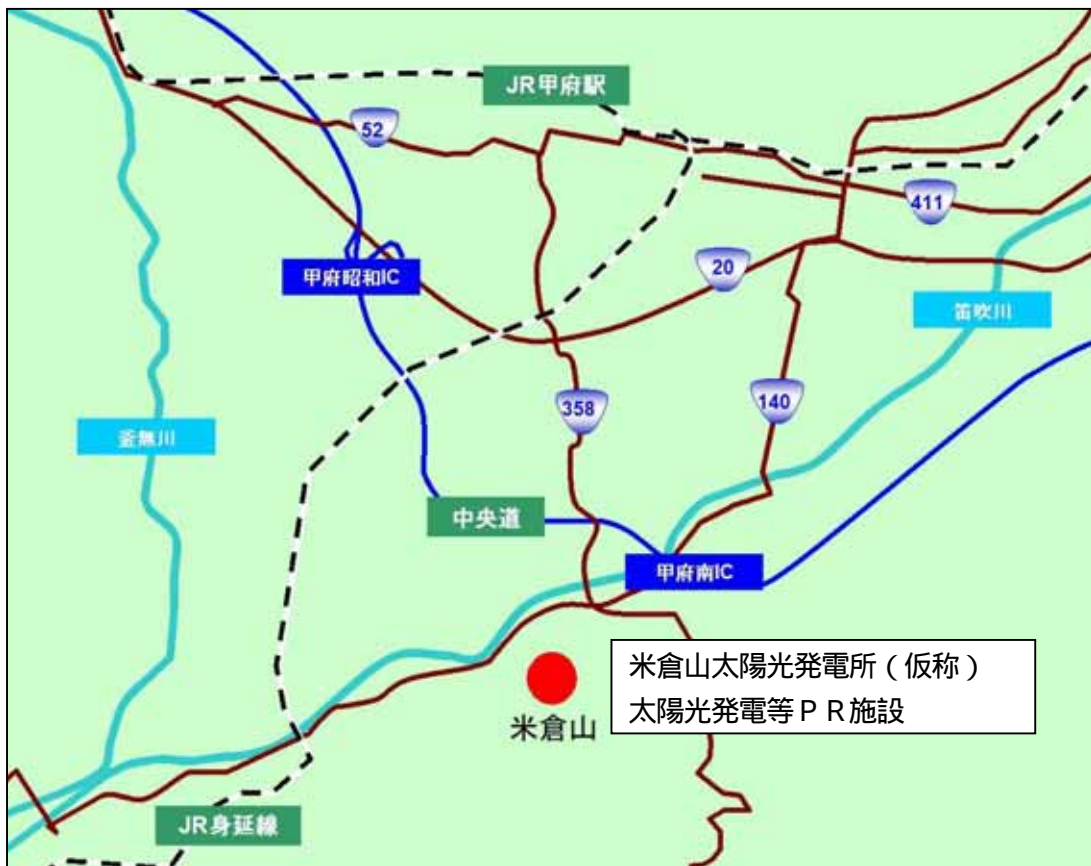 JR甲府駅
52
411
甲府昭和IC
20
笛吹川
358
140
釜無川
中央道
甲府南IC
米倉山太陽光発電所(仮称)
太陽光発電等PR施設
米倉山
JR身延線